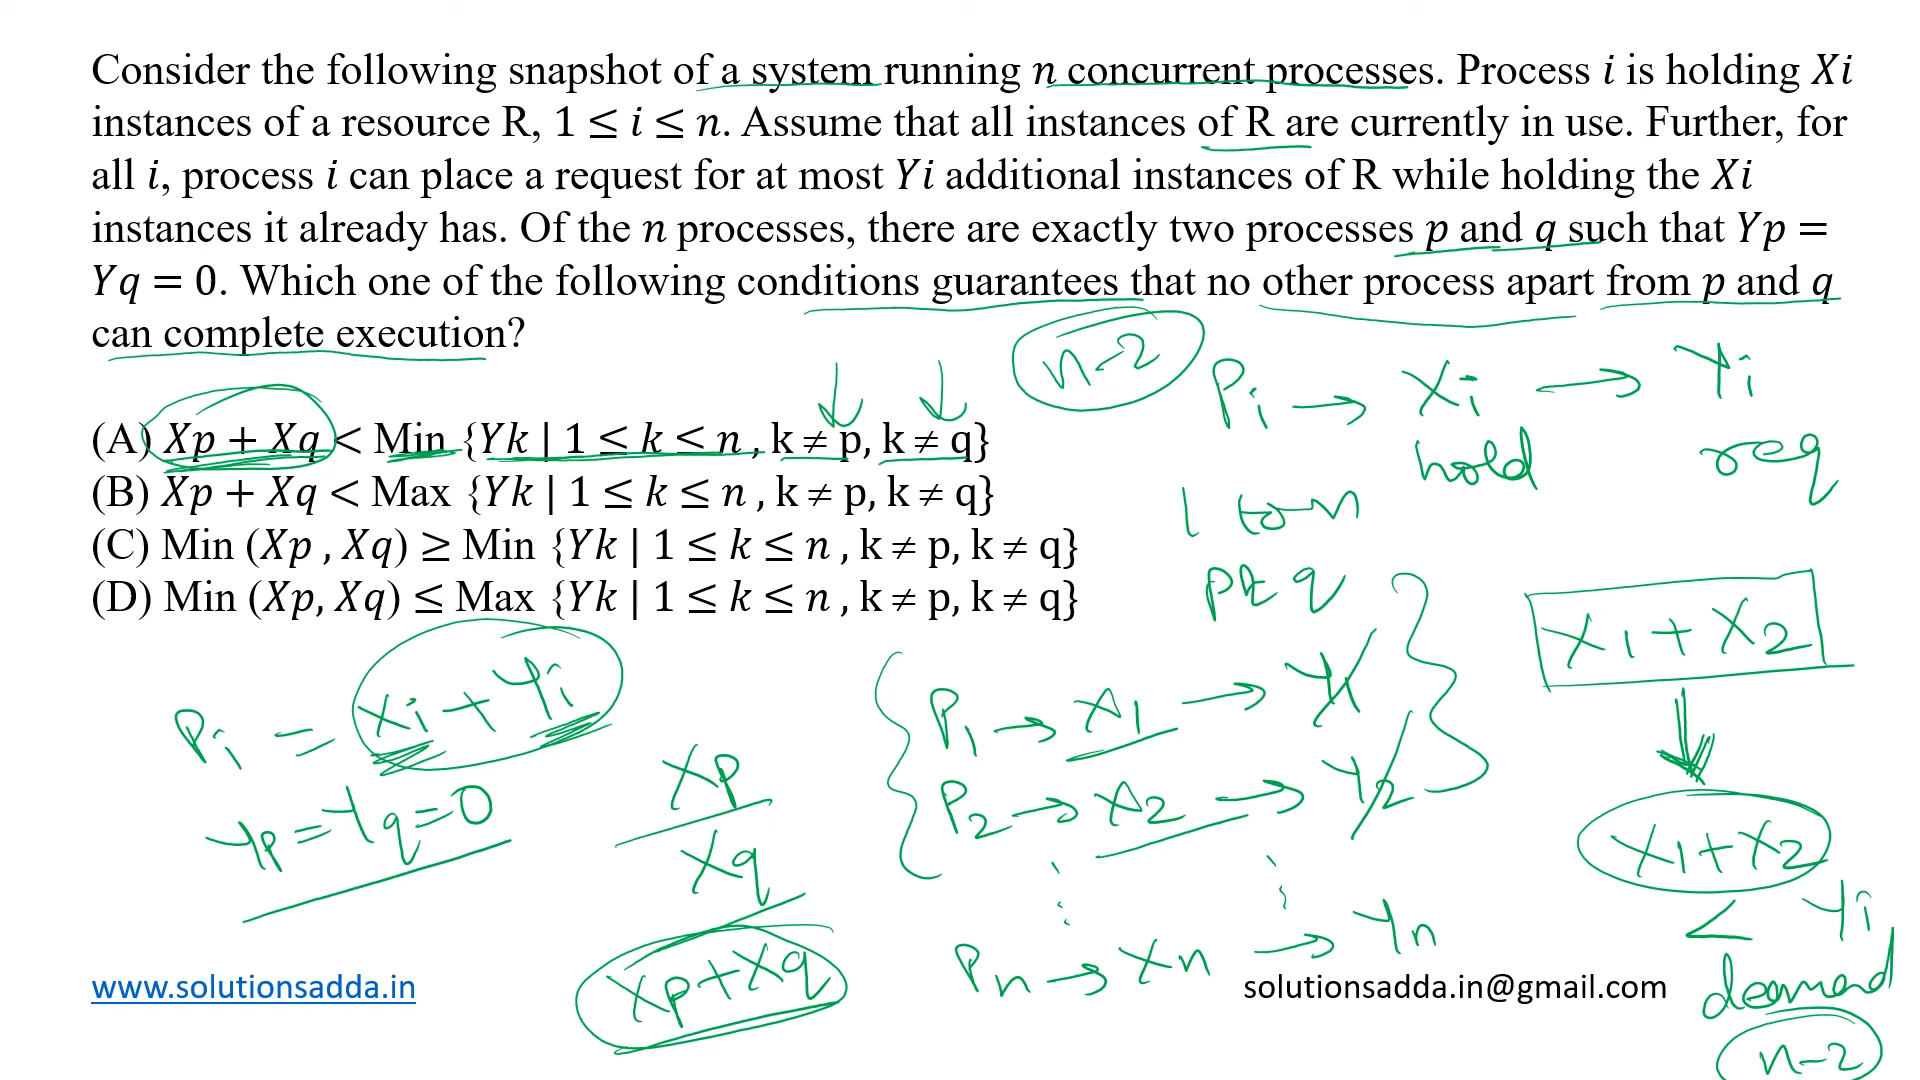 Consider the following snapshot of a system running n concurrent processes. Process i is holding Xi
instances of a resource R, 1 ≤ i ≤ n. Assume that all instances of R are currently in use. Further, for
all i, process i can place a request for at most Yi additional instances of R while holding the Xi
instances it already has. Of the n processes, there are exactly two processes p and q such that Yp =
Yq = 0. Which one of the following conditions guarantees that no other process apart from p and q
can complete execution?
n-2
Pi → Xi → Yi
hold req
(A) Xp + Xq < Min {Yk | 1 ≤ k ≤ n , k ≠ p, k ≠ q}
(B) Xp + Xq < Max {Yk | 1 ≤ k ≤ n , k ≠ p, k ≠ q}
(C) Min (Xp , Xq) ≥ Min {Yk | 1 ≤ k ≤ n , k ≠ p, k ≠ q}
(D) Min (Xp, Xq) ≤ Max {Yk | 1 ≤ k ≤ n , k ≠ p, k ≠ q}
1 to n
X1 + X2
Pi = Xi + Yi
Yp = Yq = 0
Xp
Xq
Xp + Xq
P1 → X1 → Y1
P2 → X2 → Y2
Pn → Xn → Yn
X1 + X2
< Yi
demand
n-2
www.solutionsadda.in
solutionsadda.in@gmail.com